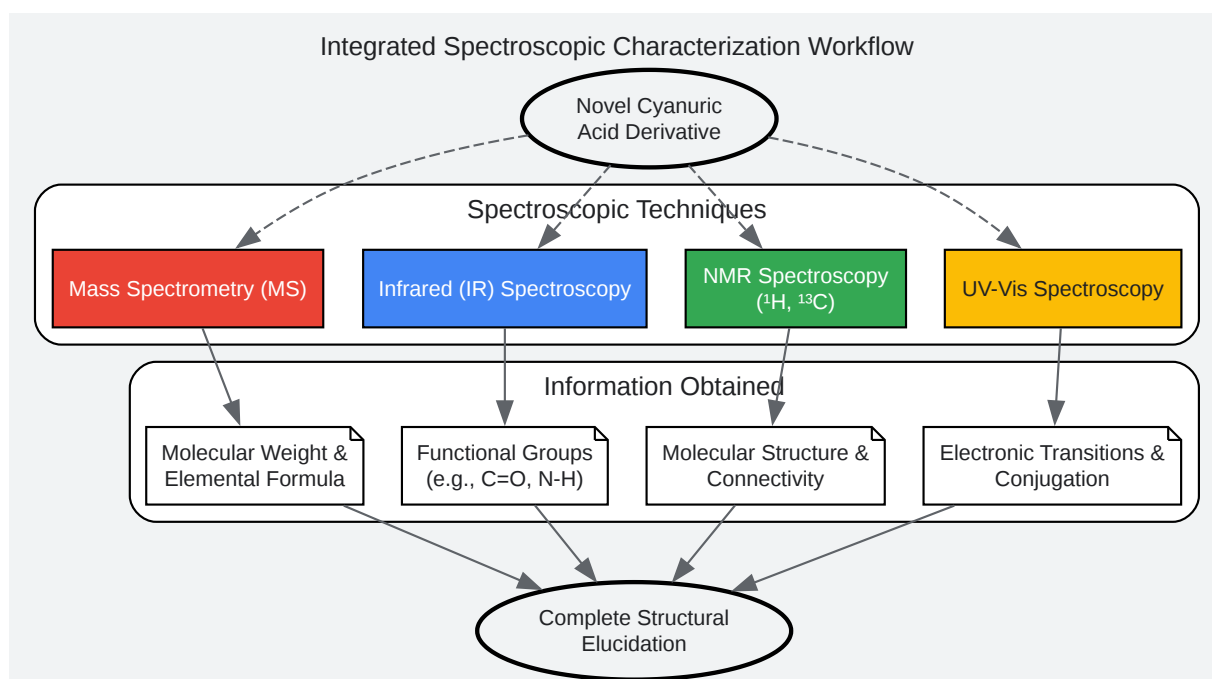 Integrated Spectroscopic Characterization Workflow
Novel Cyanuric
Acid Derivative
Spectroscopic Techniques
Mass Spectrometry (MS)
Infrared (IR) Spectroscopy
NMR Spectroscopy
(¹H, ¹³C)
UV-Vis Spectroscopy
Information Obtained
Molecular Weight &
Elemental Formula
Functional Groups
(e.g., C=O, N-H)
Molecular Structure &
Connectivity
Electronic Transitions &
Conjugation
Complete Structural
Elucidation